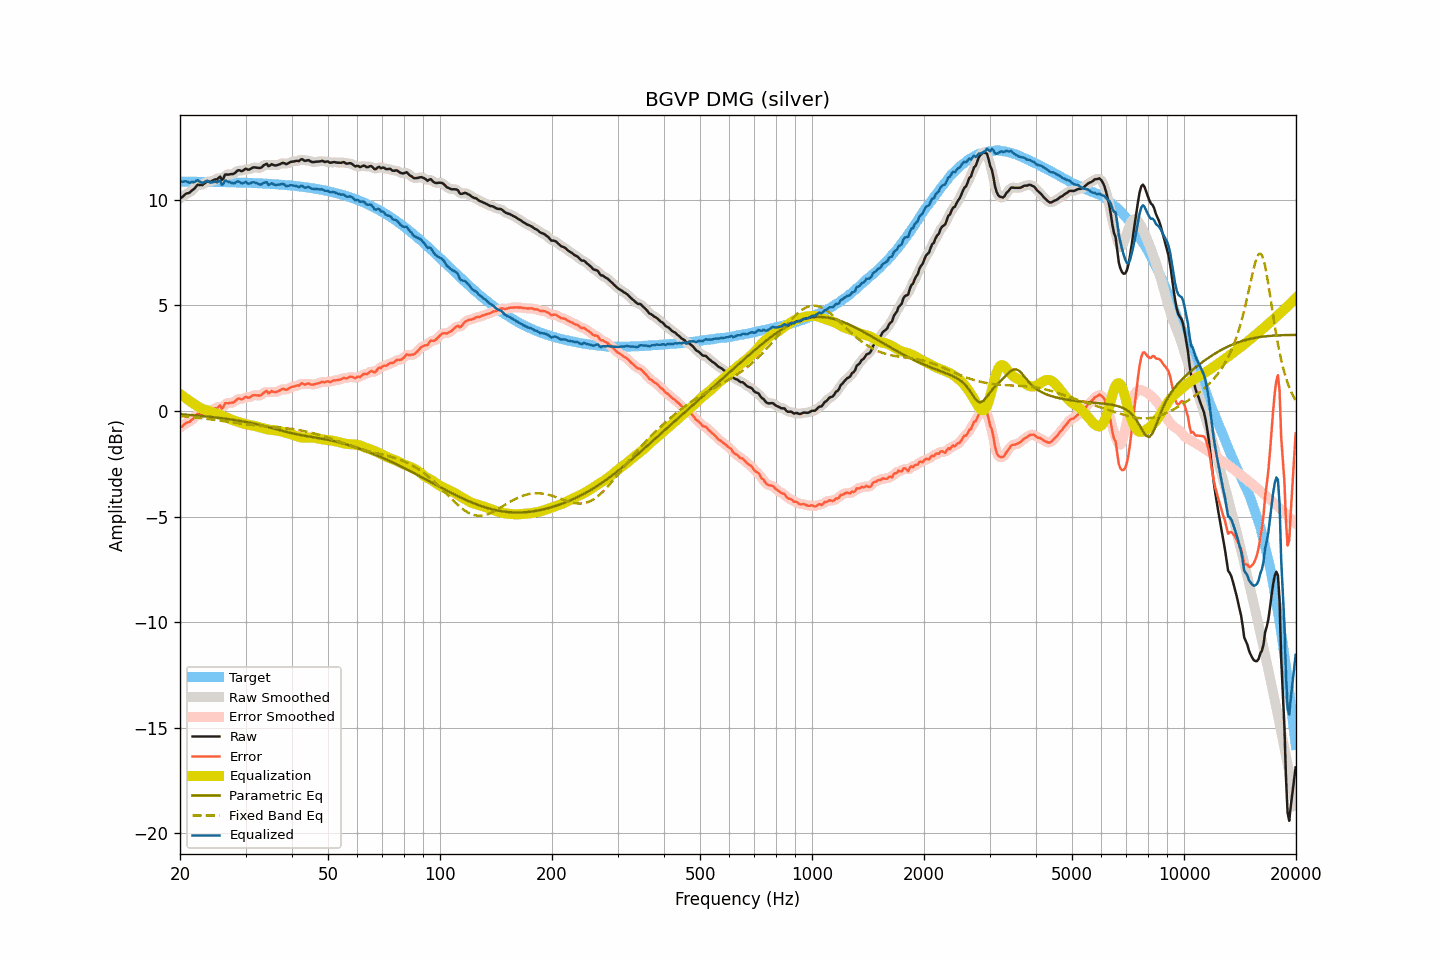 BGVP DMG (silver)
Amplitude (dBr)
10
5
0
−5
−10
−15
−20
Target
Raw Smoothed
Error Smoothed
Raw
Error
Equalization
Parametric Eq
Fixed Band Eq
Equalized
20 50 100 200 500 1000 2000 5000 10000 20000
Frequency (Hz)